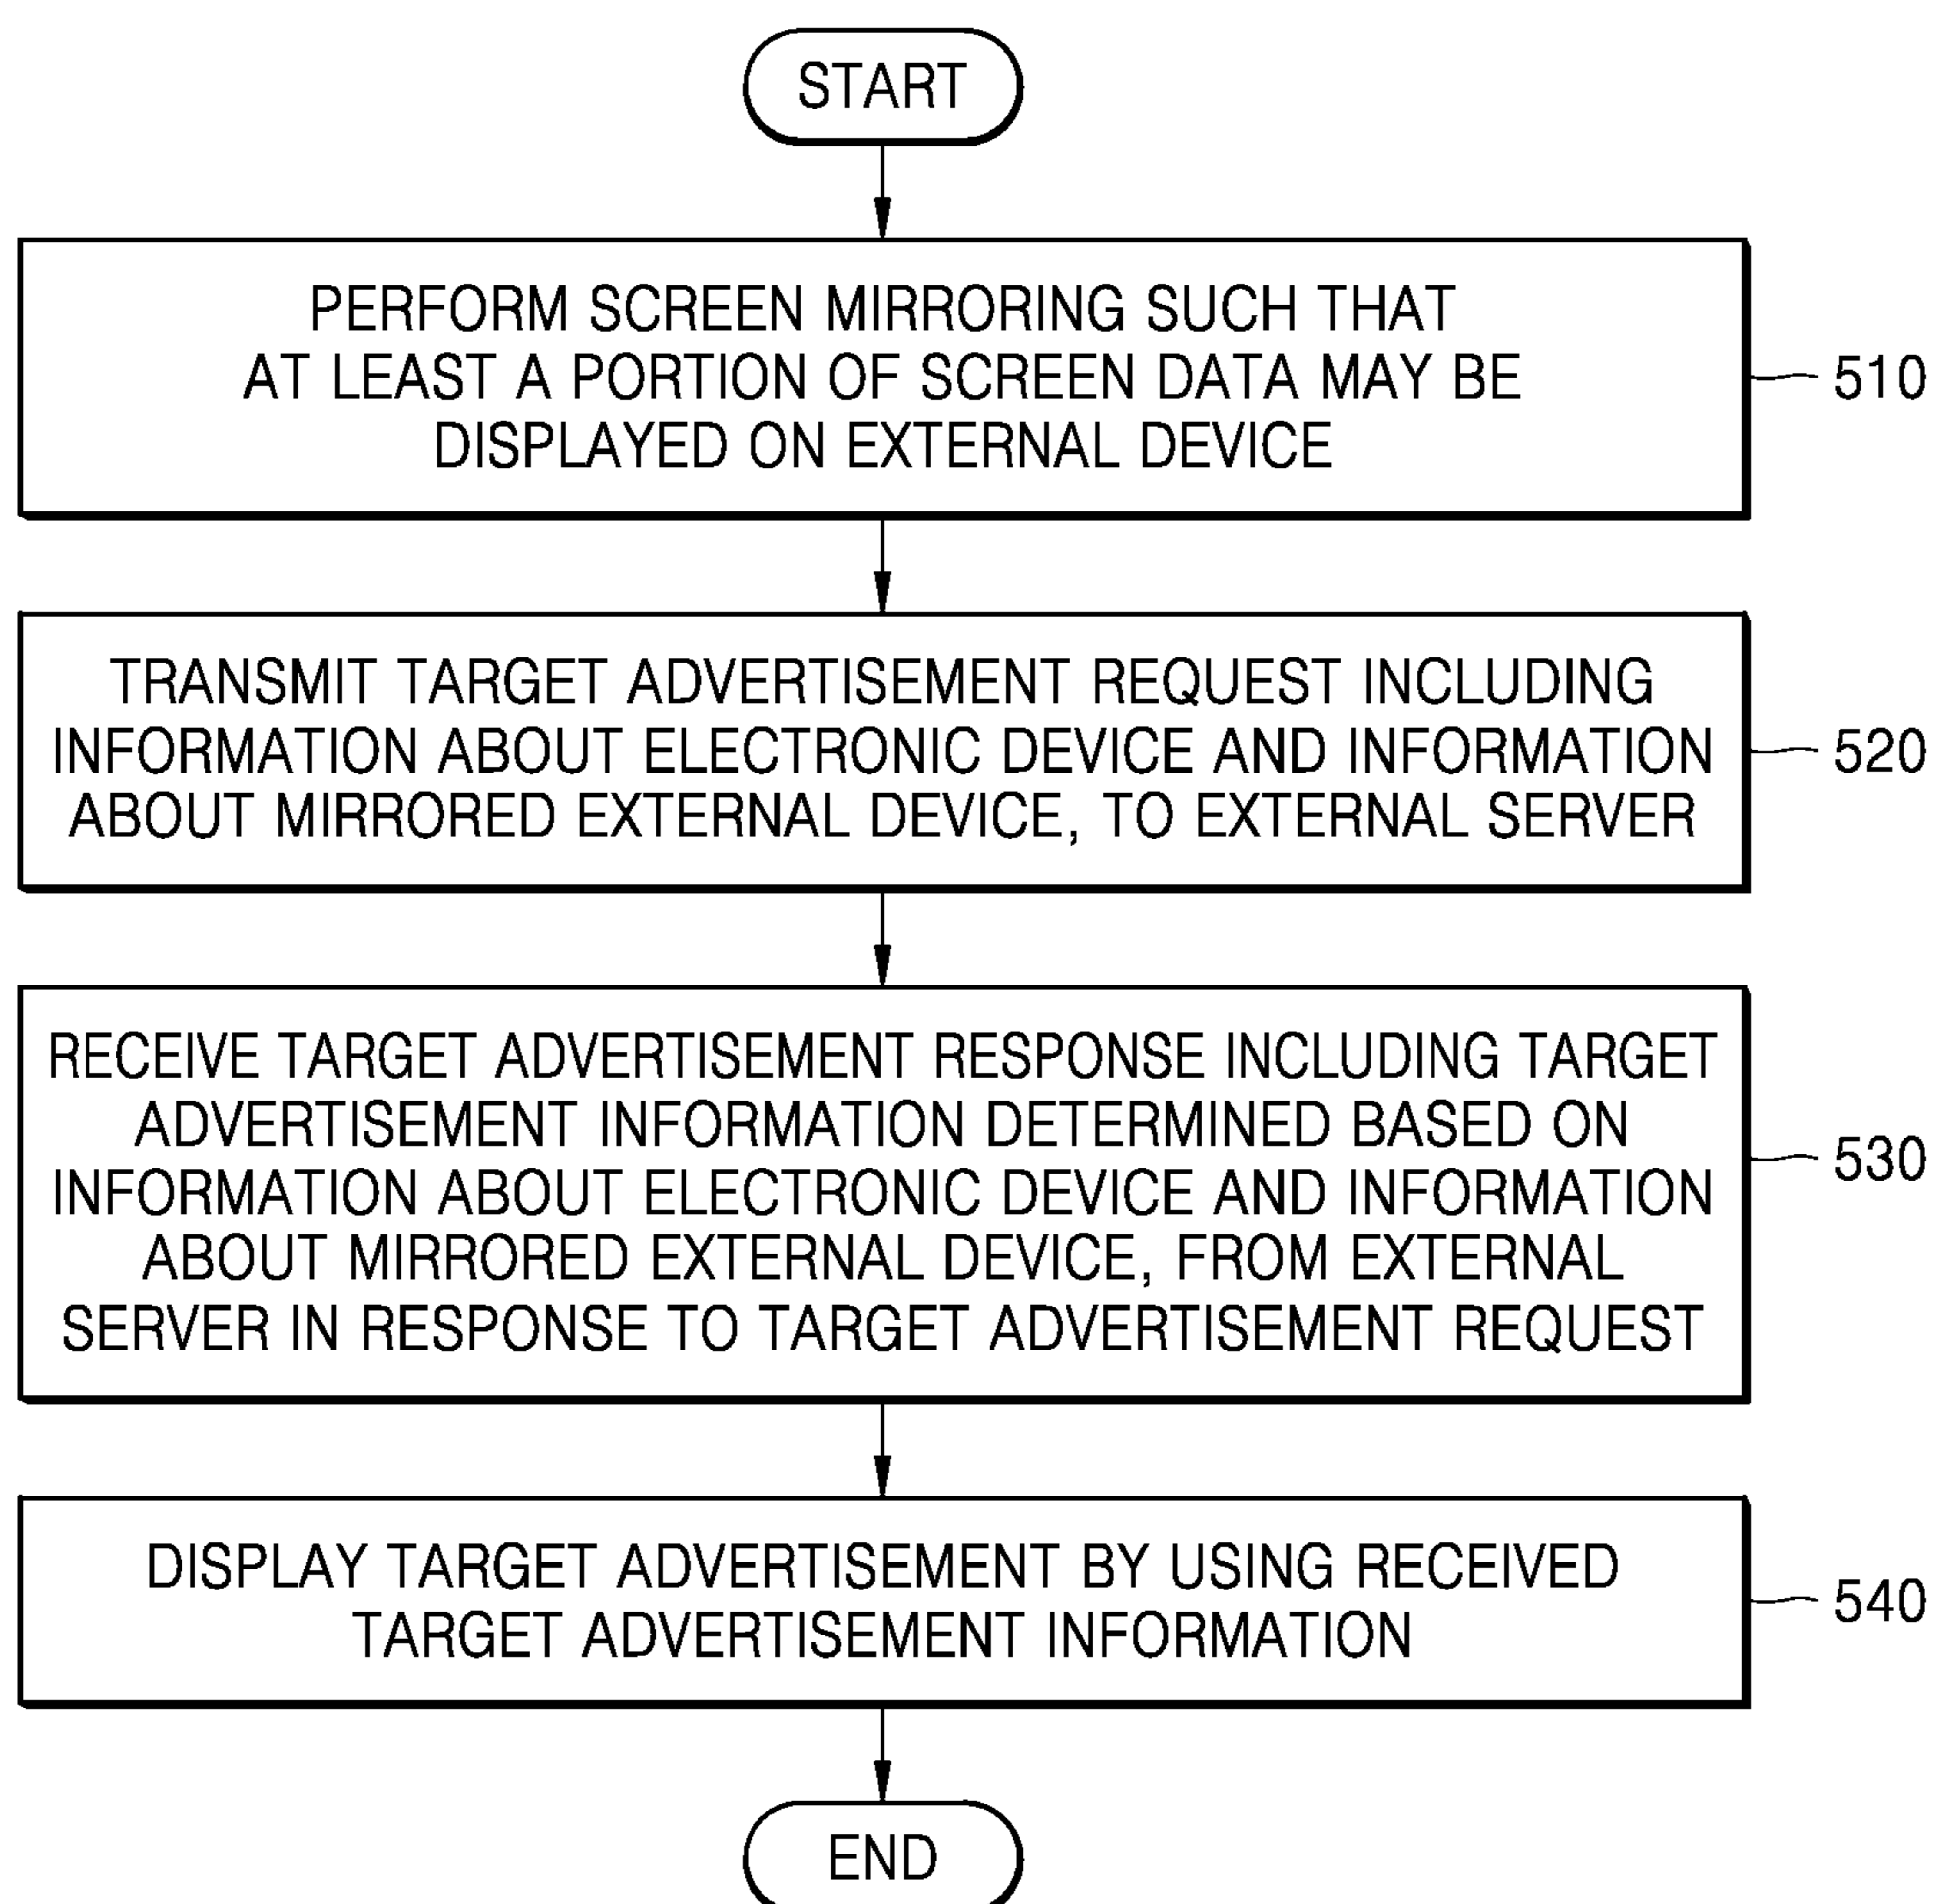 START
PERFORM SCREEN MIRRORING SUCH THAT
AT LEAST A PORTION OF SCREEN DATA MAY BE
DISPLAYED ON EXTERNAL DEVICE
510
TRANSMIT TARGET ADVERTISEMENT REQUEST INCLUDING
INFORMATION ABOUT ELECTRONIC DEVICE AND INFORMATION
ABOUT MIRRORED EXTERNAL DEVICE, TO EXTERNAL SERVER
520
RECEIVE TARGET ADVERTISEMENT RESPONSE INCLUDING TARGET
ADVERTISEMENT INFORMATION DETERMINED BASED ON
INFORMATION ABOUT ELECTRONIC DEVICE AND INFORMATION
ABOUT MIRRORED EXTERNAL DEVICE, FROM EXTERNAL
SERVER IN RESPONSE TO TARGET ADVERTISEMENT REQUEST
530
DISPLAY TARGET ADVERTISEMENT BY USING RECEIVED
TARGET ADVERTISEMENT INFORMATION
540
END